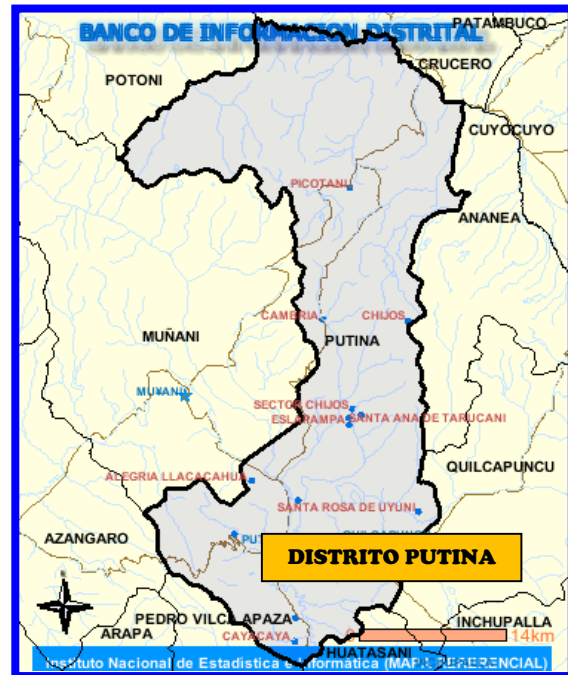 BANCO DE INFORMACION DISTRITAL
PATAMBUCO
CRUCERO
POTONI
CUYOCUYO
PICOTANI
ANANEA
CAMBRIA
CHIJOS
MUÑANI
PUTINA
MUÑANI
SECTOR CHIJOS
SANTA ANA DE TARUCANI
ESLARAMPA
QUILCAPUNCU
ALEGRIA LLACACAHUA
SANTA ROSA DE UYUNI
AZANGARO
DISTRITO PUTINA
PEDRO VILCA APAZA
INCHUPALLA
ARAPA
CAYACAYA
14km
HUATASANI
Instituto Nacional de Estadística e Informática (MAPA REFERENCIAL)